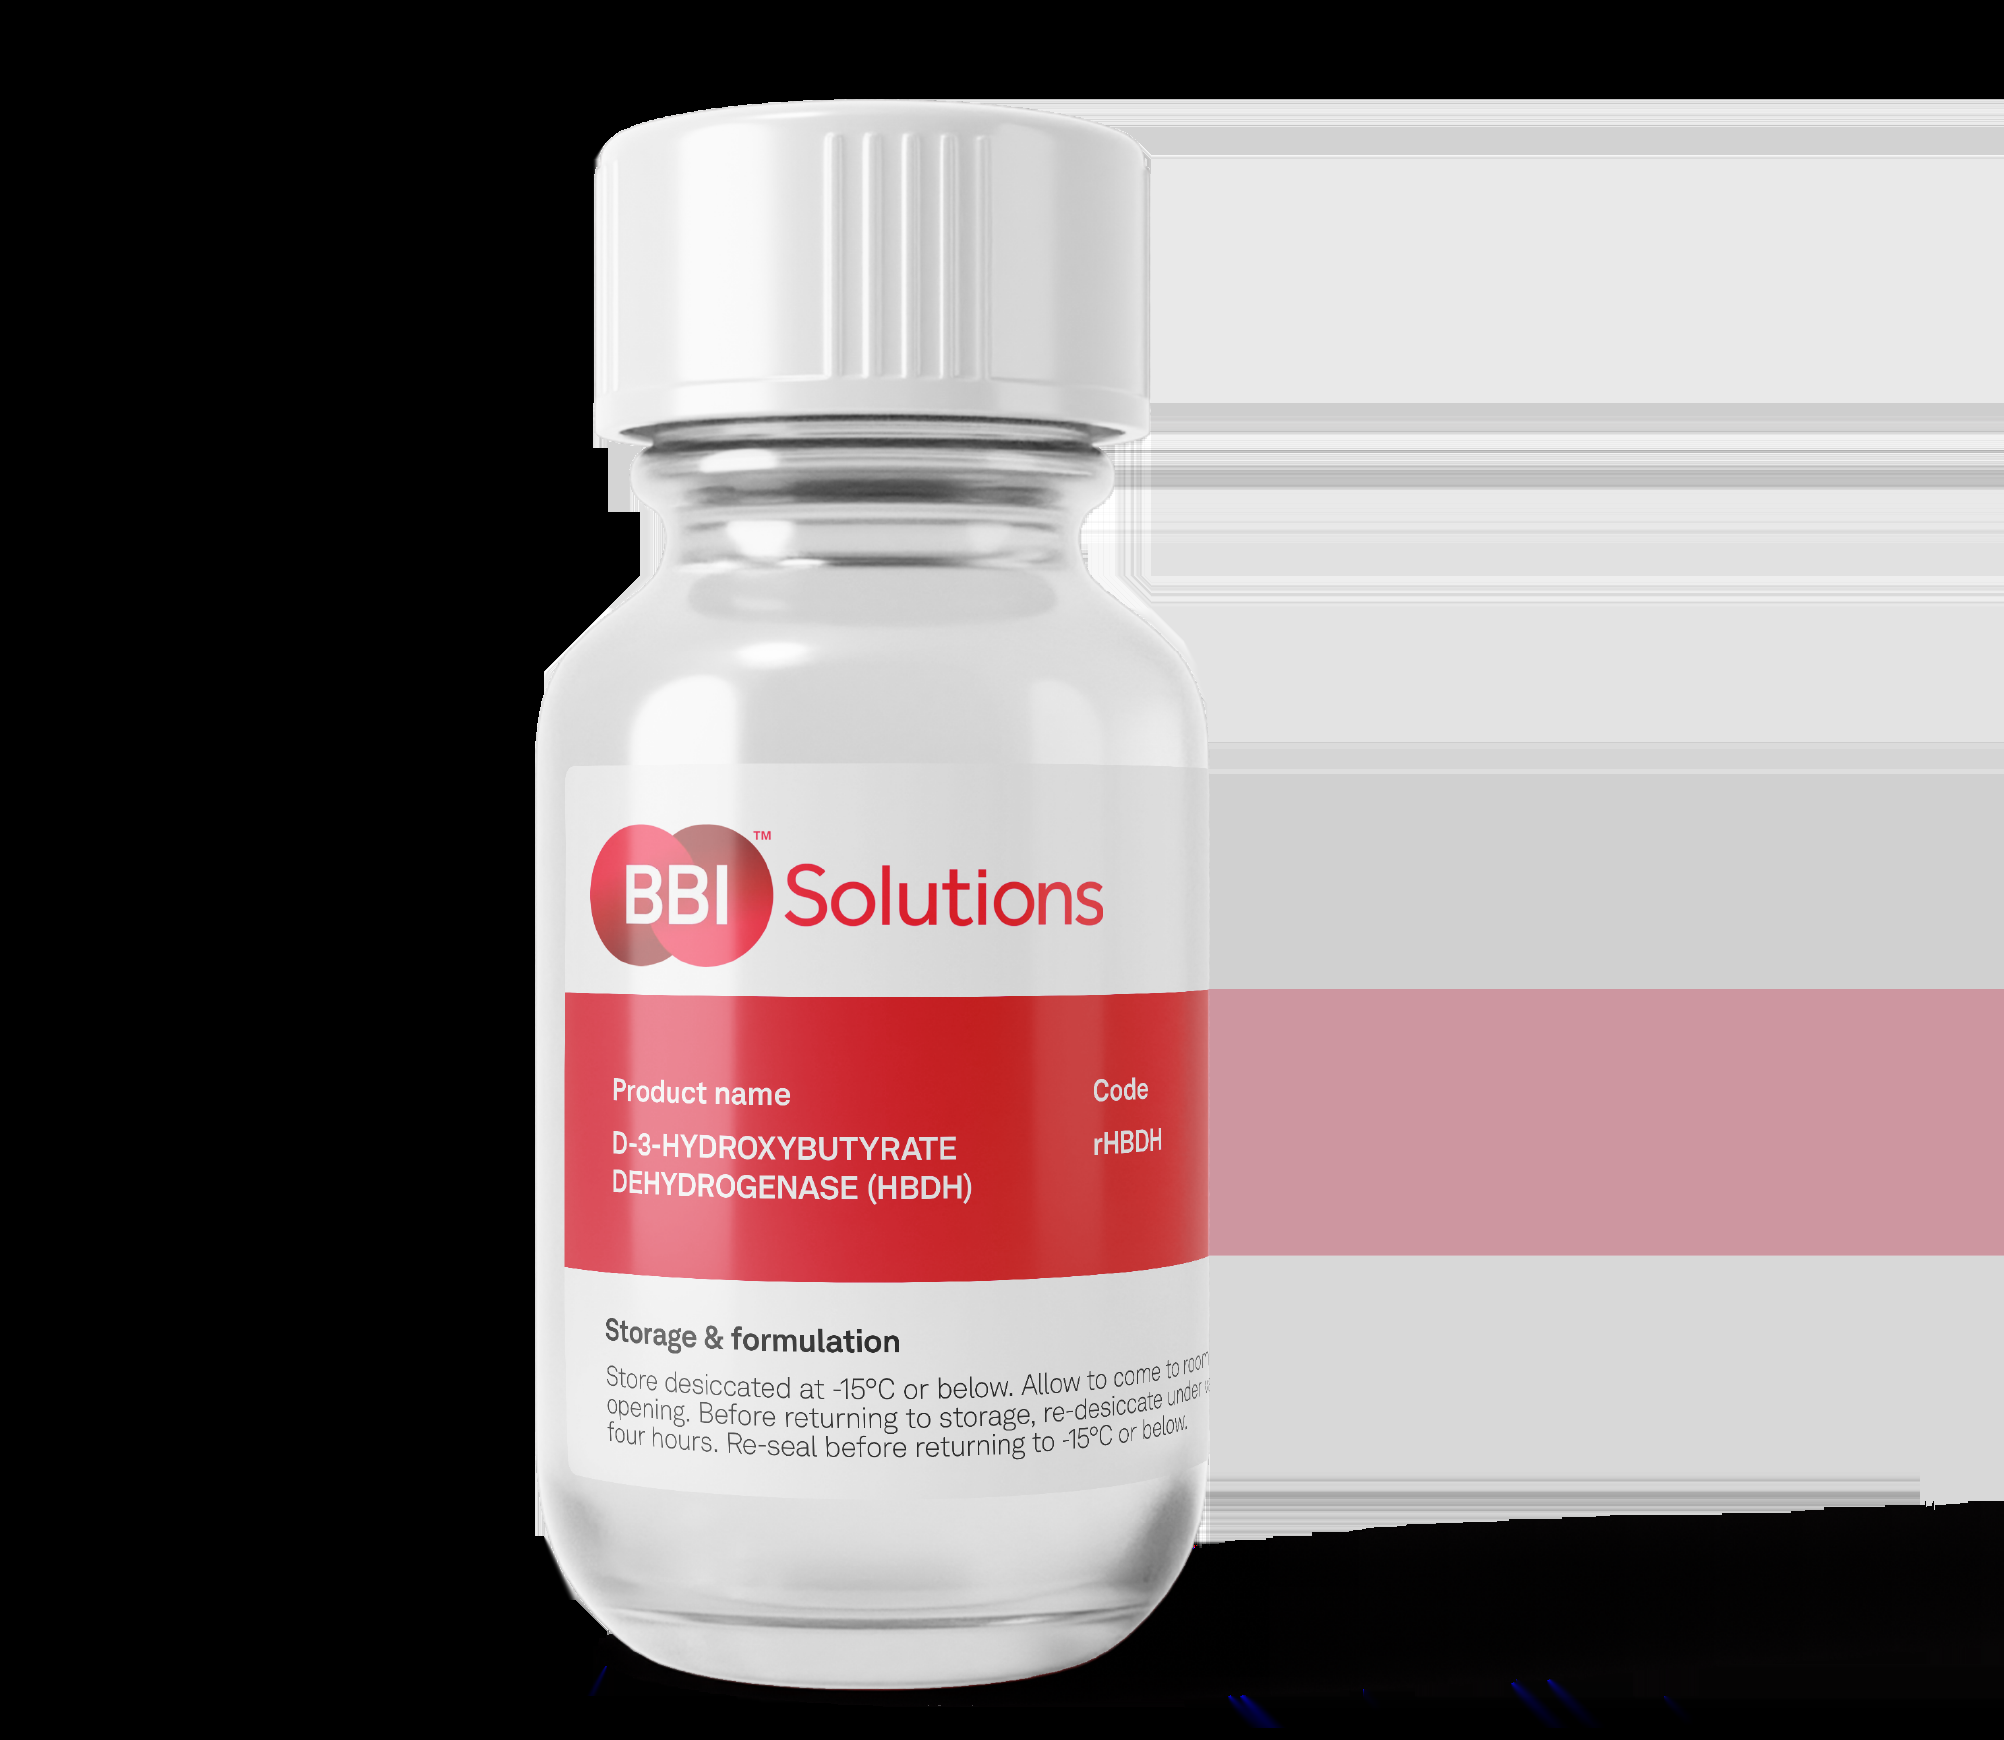 BBI Solutions™
Product name
D-3-HYDROXYBUTYRATE
DEHYDROGENASE (HBDH)
Code
rHBDH
Storage & formulation
Store desiccated at -15°C or below. Allow to come to room
opening. Before returning to storage, re-desiccate under
four hours. Re-seal before returning to -15°C or below.